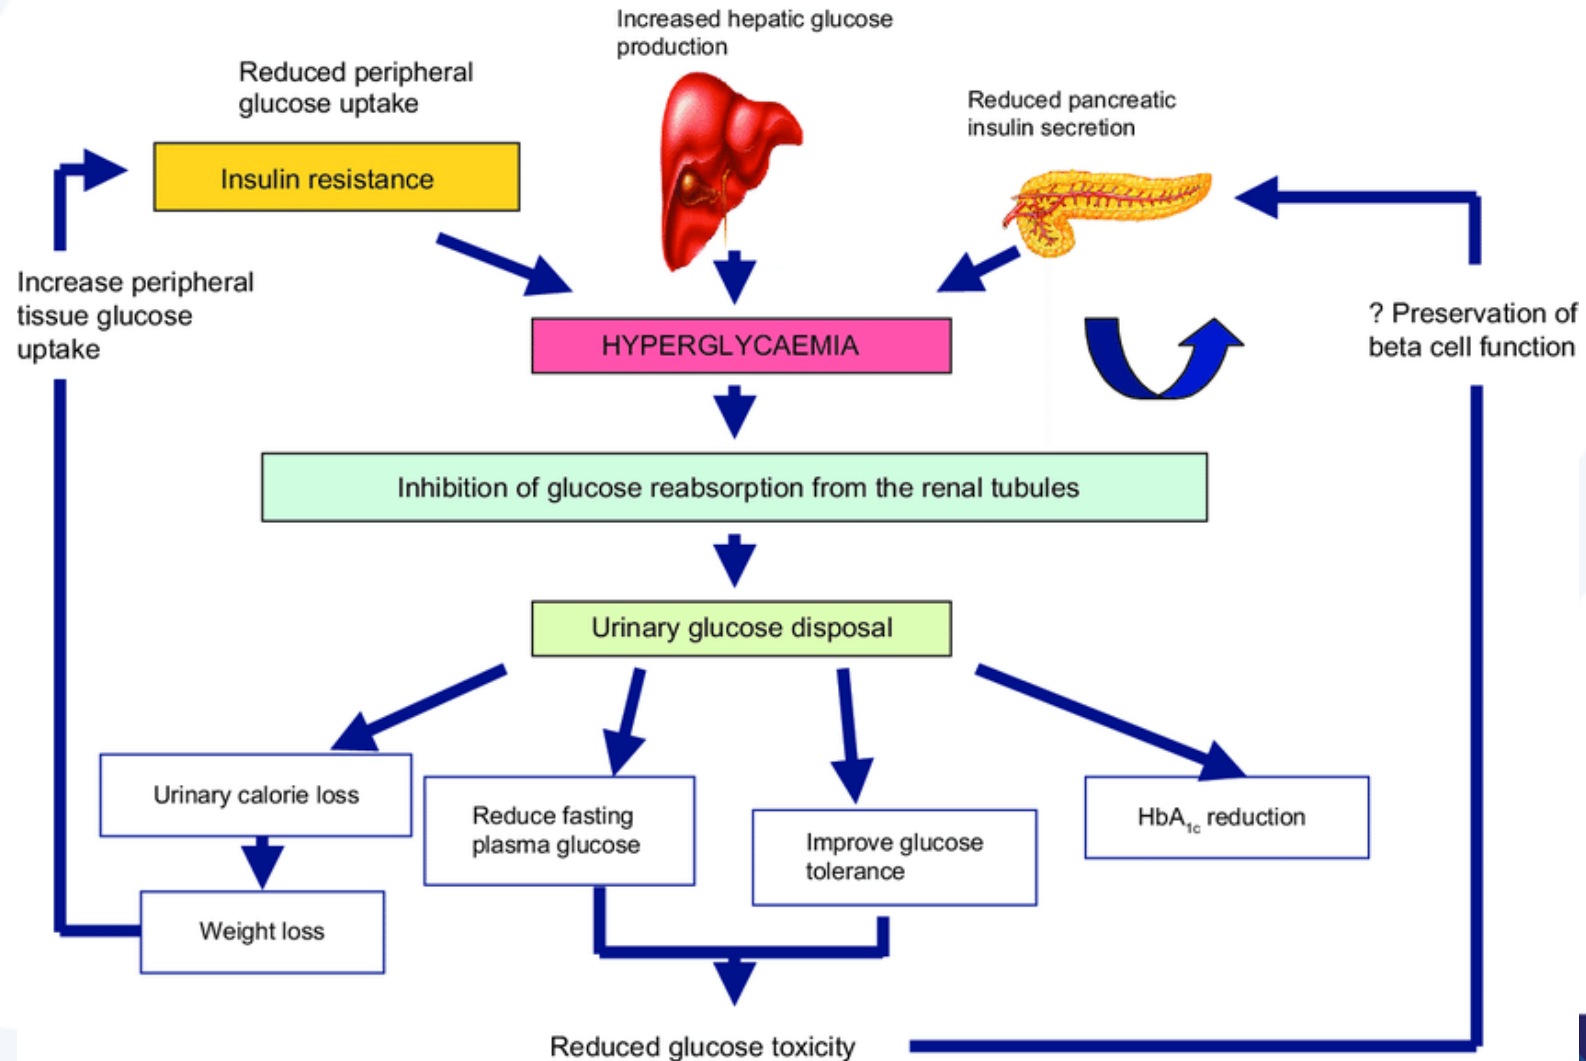 Increased hepatic glucose
production
Reduced peripheral
glucose uptake
Reduced pancreatic
insulin secretion
Insulin resistance
Increase peripheral
tissue glucose
uptake
? Preservation of
beta cell function
HYPERGLYCAEMIA
Inhibition of glucose reabsorption from the renal tubules
Urinary glucose disposal
Urinary calorie loss
Reduce fasting
plasma glucose
Improve glucose
tolerance
HbA1c reduction
Weight loss
Reduced glucose toxicity